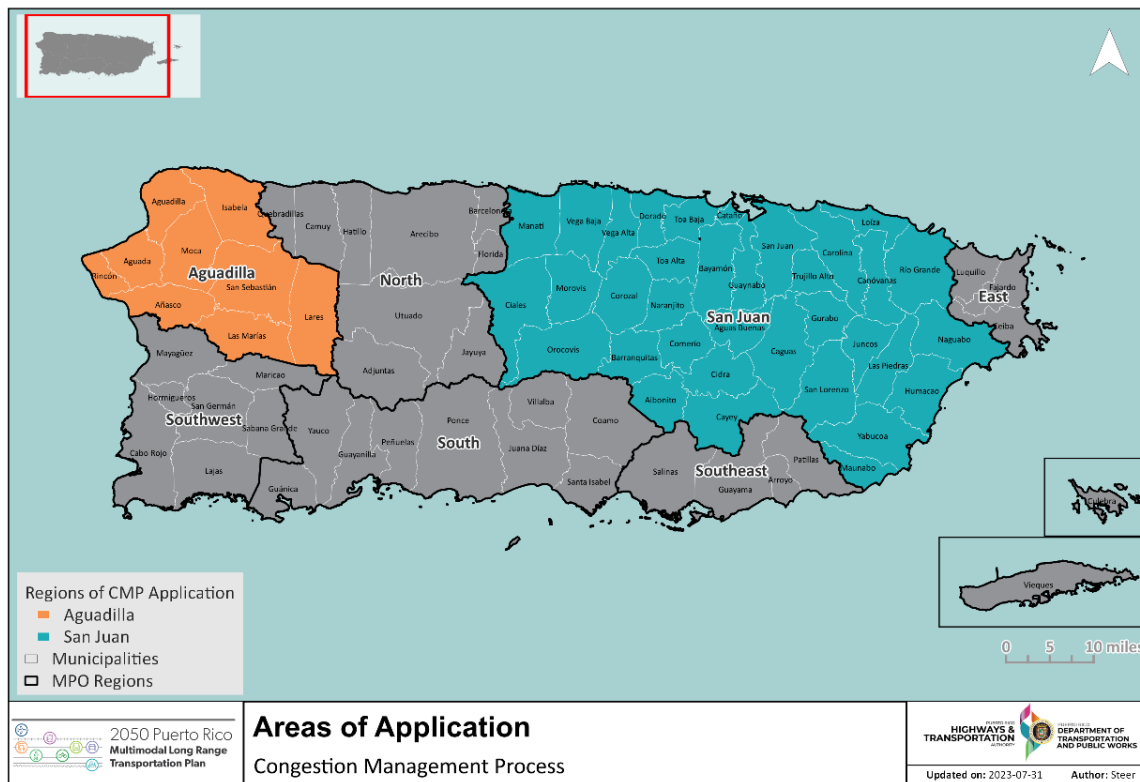 Aguadilla
Isabela
Quebradillas
Camuy
Hatillo
Arecibo
Barceloneta
Florida
Manatí
Vega Baja
Vega Alta
Dorado
Toa Baja
Cataño
Loíza
San Juan
Carolina
Río Grande
Luquillo
Fajardo
East
Ceiba
Moca
Aguada
Rincón
Aguadilla
San Sebastián
Añasco
Las Marías
Lares
North
Utuado
Adjuntas
Jayuya
Ciales
Morovis
Corozal
Toa Alta
Bayamón
Guaynabo
Trujillo Alto
Canóvanas
Naranjito
San Juan
Aguas Buenas
Gurabo
Juncos
Naguabo
Orocovis
Barranquitas
Comerío
Cidra
Caguas
Las Piedras
San Lorenzo
Humacao
Aibonito
Cayey
Yabucoa
Maunabo
Mayagüez
Maricao
Hormigueros
San Germán
Southwest
Sabana Grande
Cabo Rojo
Lajas
Yauco
Guánica
Guayanilla
Peñuelas
Ponce
South
Villalba
Juana Díaz
Coamo
Santa Isabel
Salinas
Southeast
Guayama
Arroyo
Patillas
Culebra
Vieques
0 5 10 miles
Regions of CMP Application
Aguadilla
San Juan
Municipalities
MPO Regions
2050 Puerto Rico
Multimodal Long Range
Transportation Plan
Areas of Application
Congestion Management Process
PUERTO RICO
HIGHWAYS &
TRANSPORTATION
AUTHORITY
DEPARTMENT OF
TRANSPORTATION
AND PUBLIC WORKS
Updated on: 2023-07-31 Author: Steer